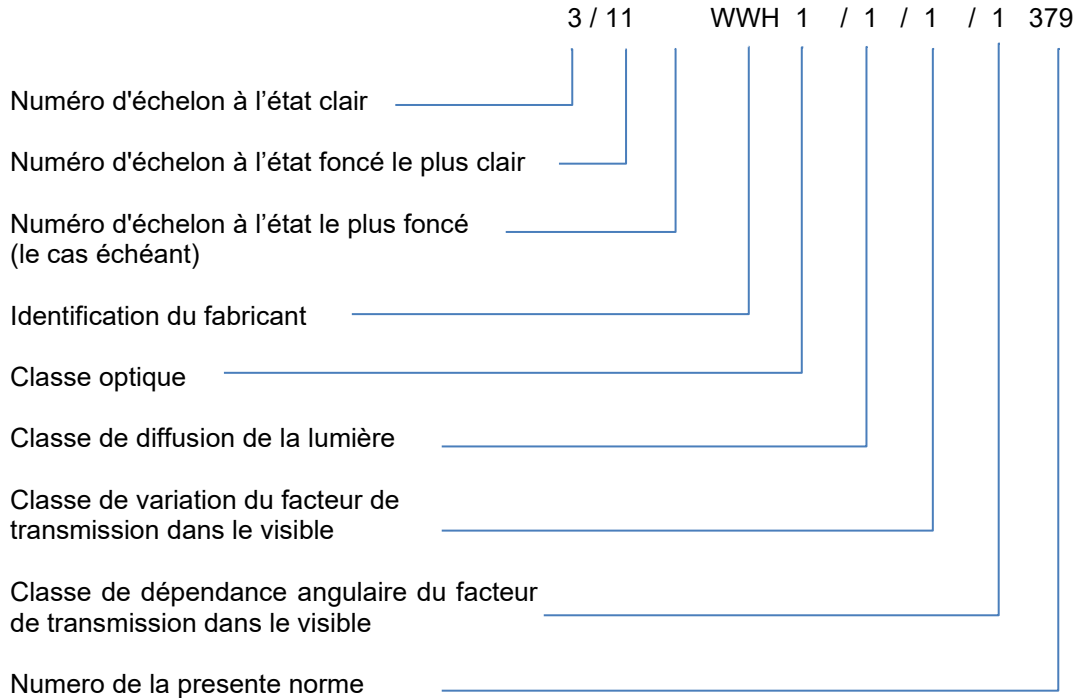 3 / 11 WWH 1 / 1 / 1 / 1 379
Numéro d'échelon à l’état clair
Numéro d'échelon à l’état foncé le plus clair
Numéro d'échelon à l’état le plus foncé
(le cas échéant)
Identification du fabricant
Classe optique
Classe de diffusion de la lumière
Classe de variation du facteur de
transmission dans le visible
Classe de dépendance angulaire du facteur
de transmission dans le visible
Numero de la presente norme